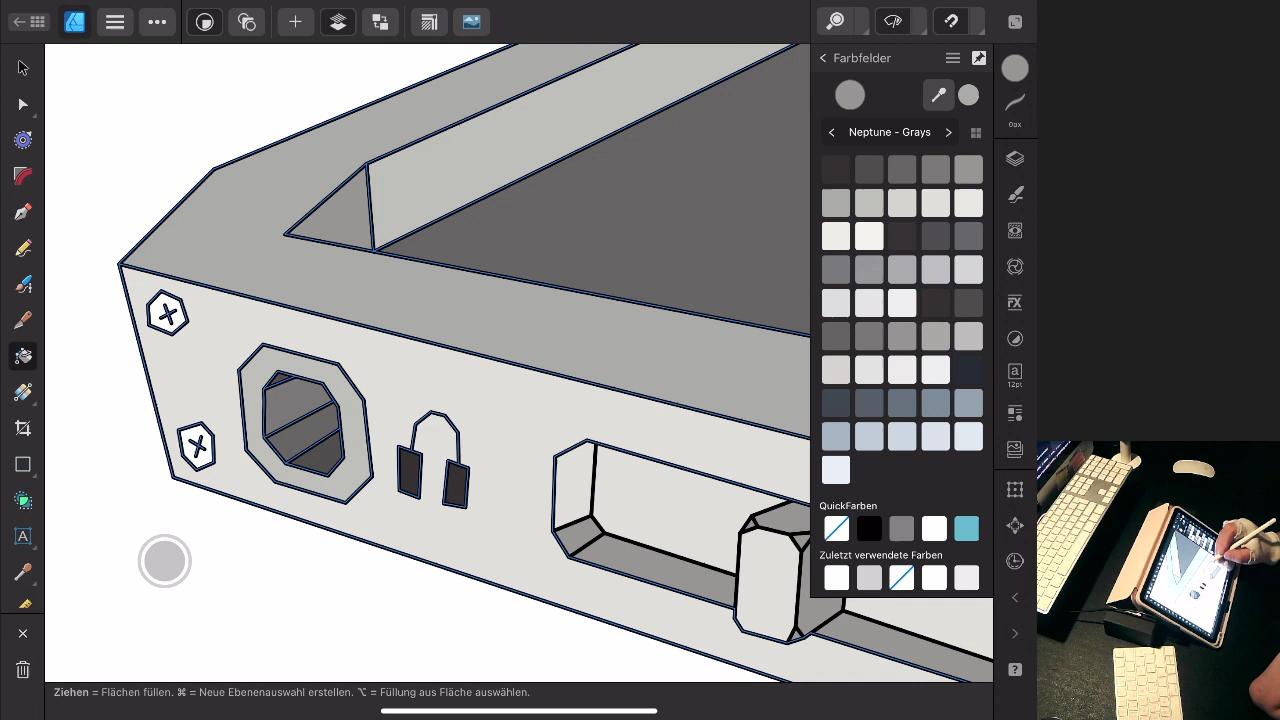 Farbfelder
0px
Neptune - Grays
FX
a
12pt
QuickFarben
Zuletzt verwendete Farben
A
?
Ziehen = Flächen füllen. ⌘ = Neue Ebenenauswahl erstellen. ⌥ = Füllung aus Fläche auswählen.